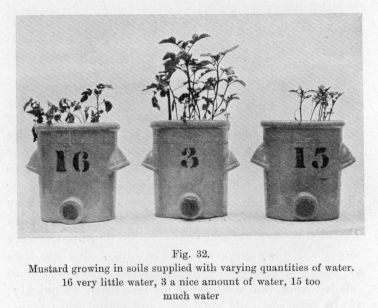 16 3 15
Fig. 32.
Mustard growing in soils supplied with varying quantities of water.
16 very little water, 3 a nice amount of water, 15 too
much water